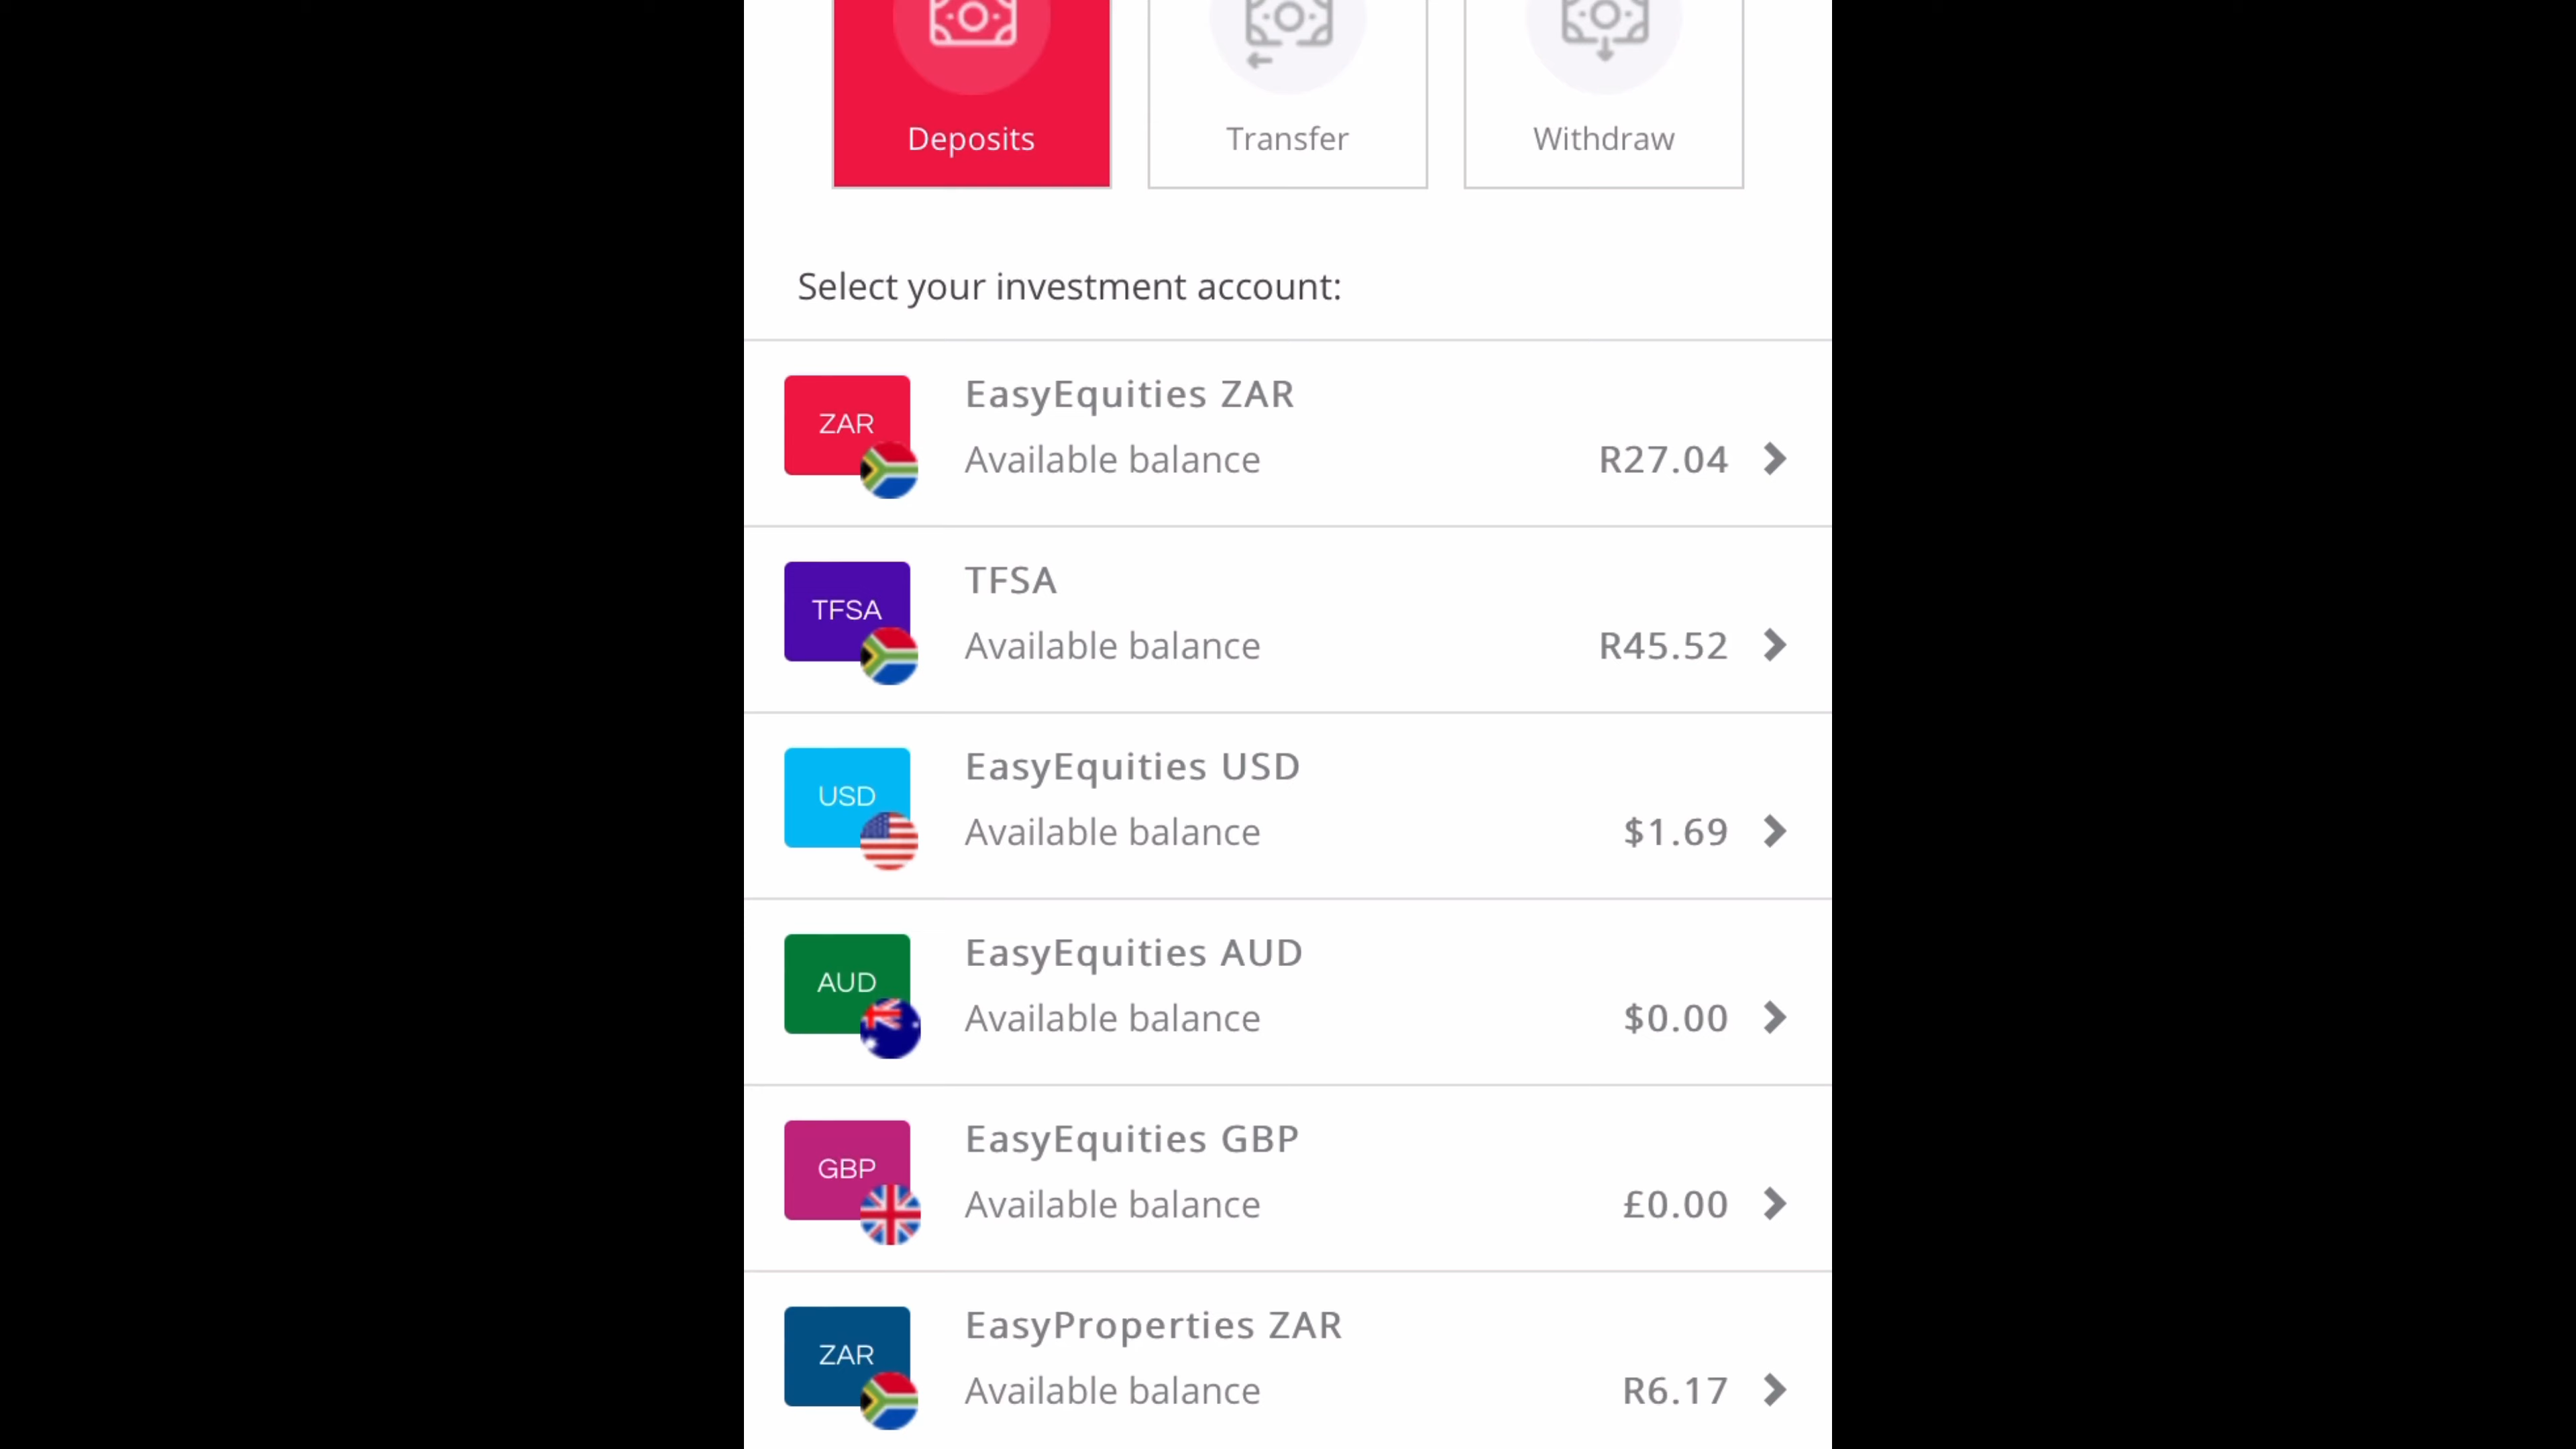 Deposits
Transfer
Withdraw
Select your investment account:
ZAR
EasyEquities ZAR
Available balance
R27.04
TFSA
TFSA
Available balance
R45.52
USD
EasyEquities USD
Available balance
$1.69
AUD
EasyEquities AUD
Available balance
$0.00
GBP
EasyEquities GBP
Available balance
£0.00
ZAR
EasyProperties ZAR
Available balance
R6.17